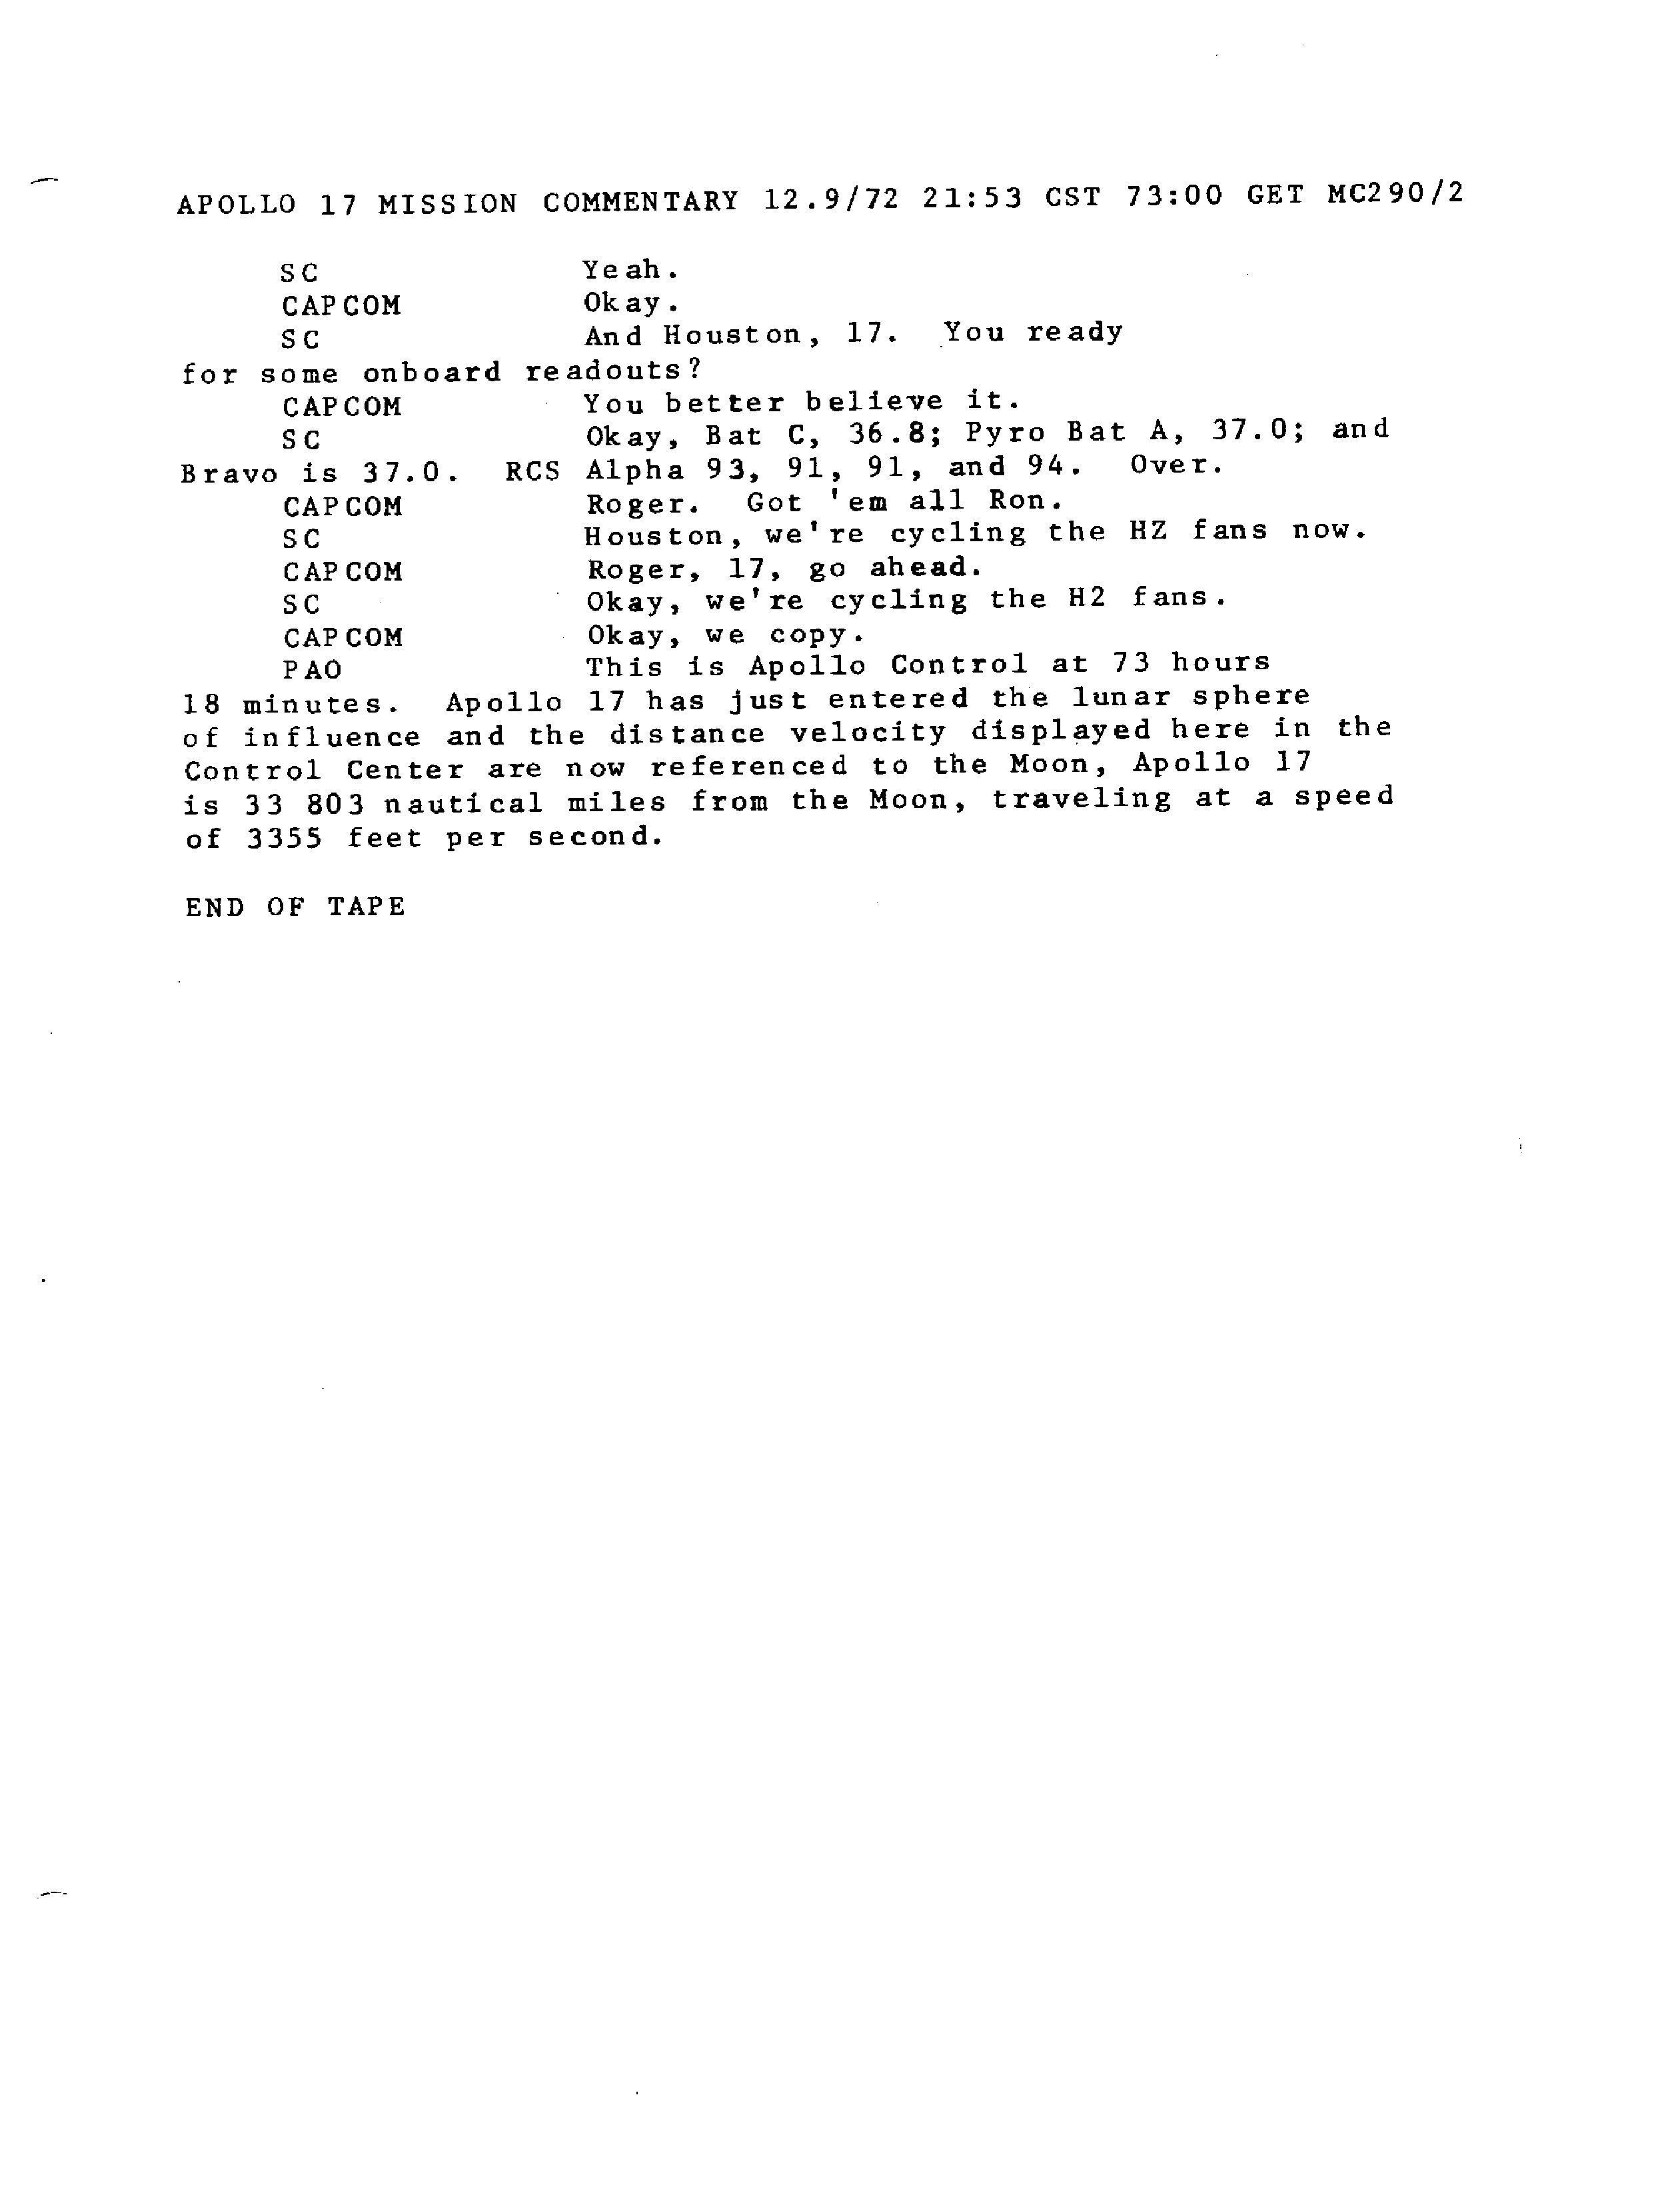 APOLLO 17 MISSION COMMENTARY 12.9/72 21:53 CST 73:00 GET MC290/2
SC Yeah.
CAPCOM Okay.
SC And Houston, 17. You ready
for some onboard readouts?
CAPCOM You better believe it.
SC Okay, Bat C, 36.8; Pyro Bat A, 37.0; and
Bravo is 37.0. RCS Alpha 93, 91, 91, and 94. Over.
CAPCOM Roger. Got 'em all Ron.
SC Houston, we're cycling the HZ fans now.
CAPCOM Roger, 17, go ahead.
SC Okay, we're cycling the H2 fans.
CAPCOM Okay, we copy.
PAO This is Apollo Control at 73 hours
18 minutes. Apollo 17 has just entered the lunar sphere
of influence and the distance velocity displayed here in the
Control Center are now referenced to the Moon, Apollo 17
is 33 803 nautical miles from the Moon, traveling at a speed
of 3355 feet per second.
END OF TAPE